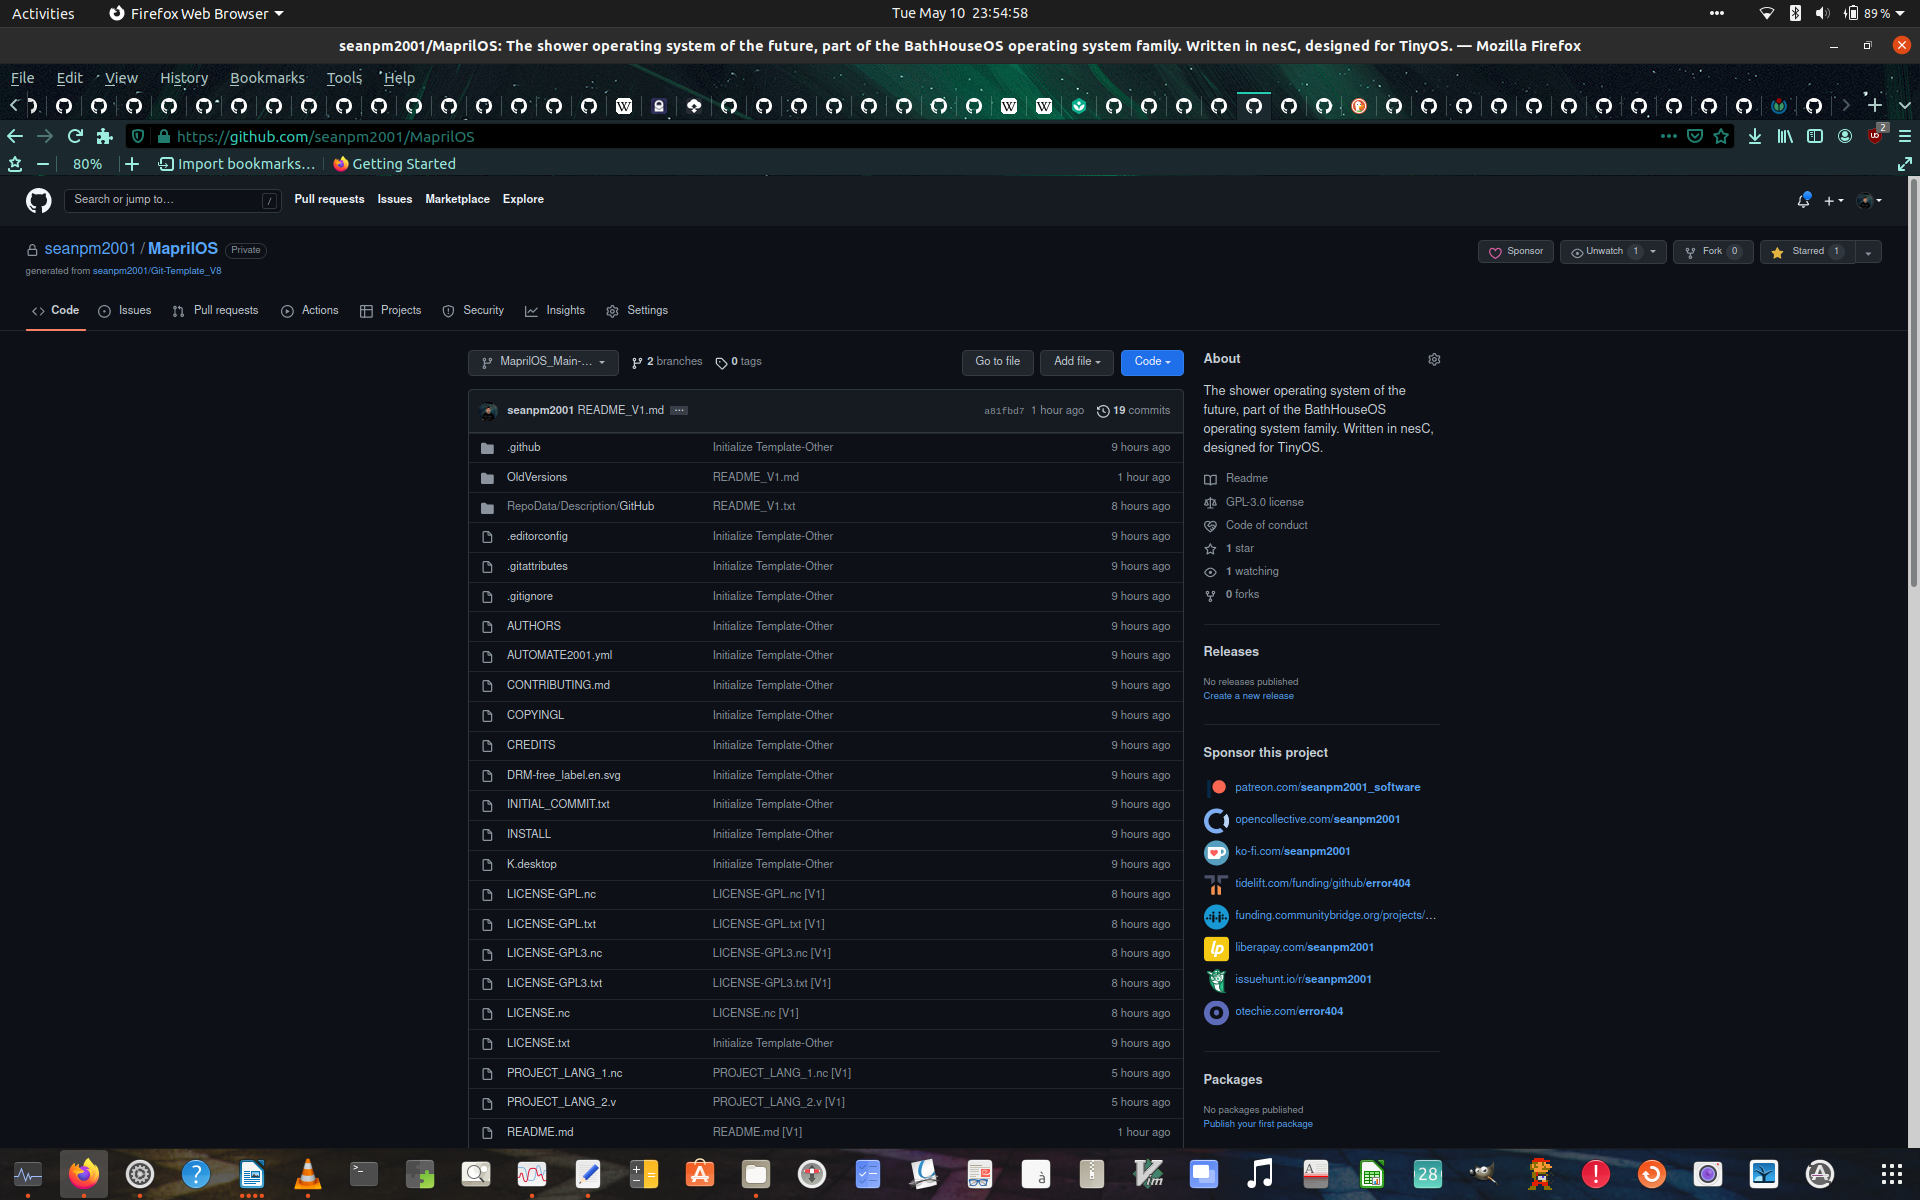 Activities Firefox Web Browser Tue May 10 23:54:58 89 %
seanpm2001/MaprilOS: The shower operating system of the future, part of the BathHouseOS operating system family. Written in nesC, designed for TinyOS. — Mozilla Firefox
File Edit View History Bookmarks Tools Help
https://github.com/seanpm2001/MaprilOS 2
80% Import bookmarks... Getting Started
Search or jump to... / Pull requests Issues Marketplace Explore
seanpm2001 / MaprilOS Private
Sponsor Unwatch 1 Fork 0 Starred 1
generated from seanpm2001/Git-Template_V8
Code Issues Pull requests Actions Projects Security Insights Settings
MaprilOS_Main-... 2 branches 0 tags Go to file Add file Code
seanpm2001 README_V1.md ... a81fbd7 1 hour ago 19 commits
.github Initialize Template-Other 9 hours ago
OldVersions README_V1.md 1 hour ago
RepoData/Description/GitHub README_V1.txt 8 hours ago
.editorconfig Initialize Template-Other 9 hours ago
.gitattributes Initialize Template-Other 9 hours ago
.gitignore Initialize Template-Other 9 hours ago
AUTHORS Initialize Template-Other 9 hours ago
AUTOMATE2001.yml Initialize Template-Other 9 hours ago
CONTRIBUTING.md Initialize Template-Other 9 hours ago
COPYINGL Initialize Template-Other 9 hours ago
CREDITS Initialize Template-Other 9 hours ago
DRM-free_label.en.svg Initialize Template-Other 9 hours ago
INITIAL_COMMIT.txt Initialize Template-Other 9 hours ago
INSTALL Initialize Template-Other 9 hours ago
K.desktop Initialize Template-Other 9 hours ago
LICENSE-GPL.nc LICENSE-GPL.nc [V1] 8 hours ago
LICENSE-GPL.txt LICENSE-GPL.txt [V1] 8 hours ago
LICENSE-GPL3.nc LICENSE-GPL3.nc [V1] 8 hours ago
LICENSE-GPL3.txt LICENSE-GPL3.txt [V1] 8 hours ago
LICENSE.nc LICENSE.nc [V1] 8 hours ago
LICENSE.txt Initialize Template-Other 9 hours ago
PROJECT_LANG_1.nc PROJECT_LANG_1.nc [V1] 5 hours ago
PROJECT_LANG_2.v PROJECT_LANG_2.v [V1] 5 hours ago
README.md README.md [V1] 1 hour ago
About
The shower operating system of the
future, part of the BathHouseOS
operating system family. Written in nesC,
designed for TinyOS.
Readme
GPL-3.0 license
Code of conduct
1 star
1 watching
0 forks
Releases
No releases published
Create a new release
Sponsor this project
patreon.com/seanpm2001_software
opencollective.com/seanpm2001
ko-fi.com/seanpm2001
tidelift.com/funding/github/error404
funding.communitybridge.org/projects/...
liberapay.com/seanpm2001
issuehunt.io/r/seanpm2001
otechie.com/error404
Packages
No packages published
Publish your first package
28